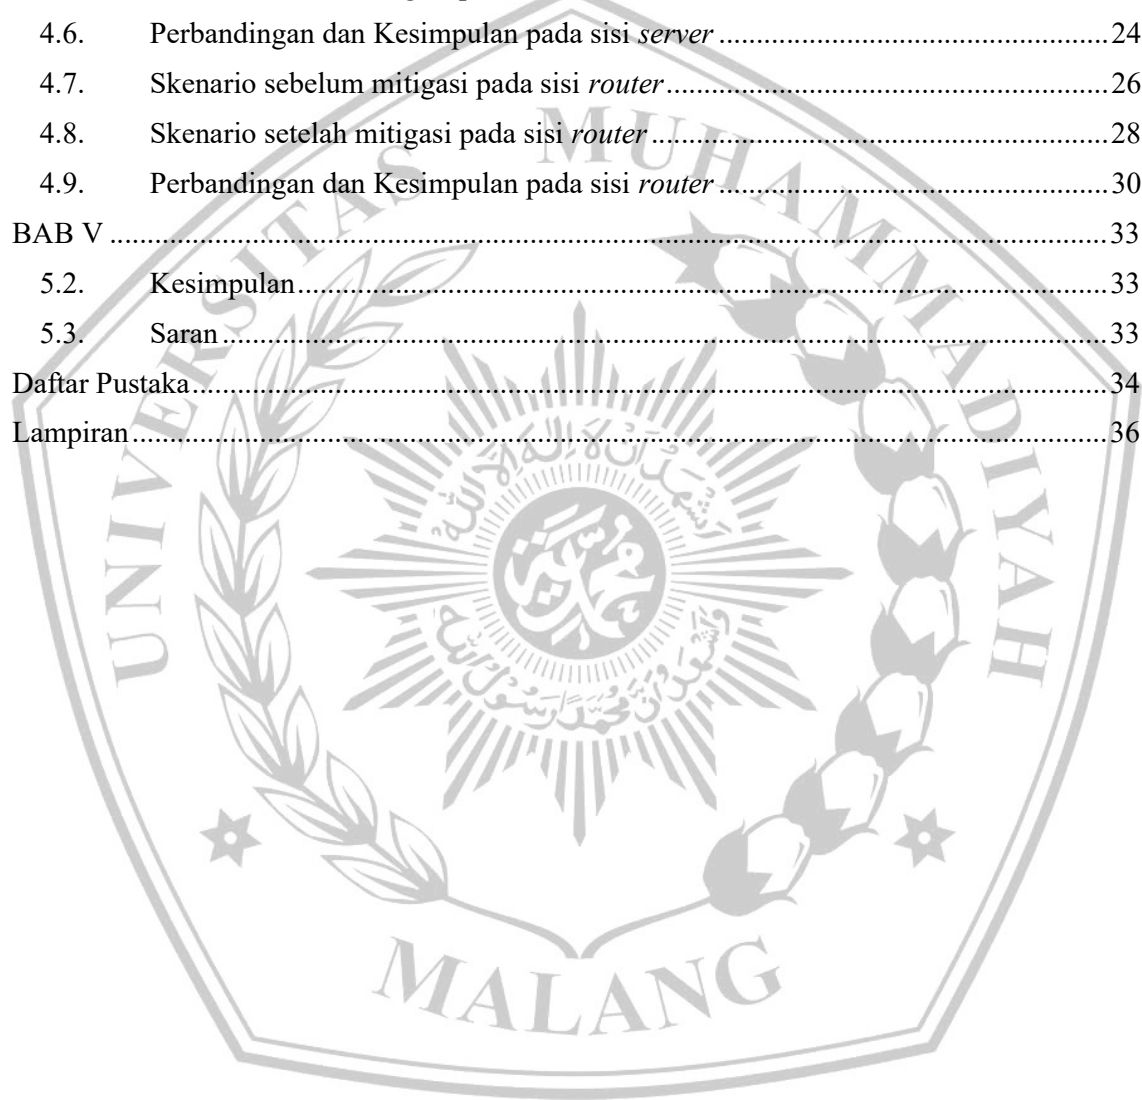 4.6. Perbandingan dan Kesimpulan pada sisi server ........ 24
4.7. Skenario sebelum mitigasi pada sisi router ........ 26
4.8. Skenario setelah mitigasi pada sisi router ........ 28
4.9. Perbandingan dan Kesimpulan pada sisi router ........ 30
BAB V ........ 33
5.2. Kesimpulan ........ 33
5.3. Saran ........ 33
Daftar Pustaka ........ 34
Lampiran ........ 36
UNIVERSITAS MUHAMMADIYAH
MALANG